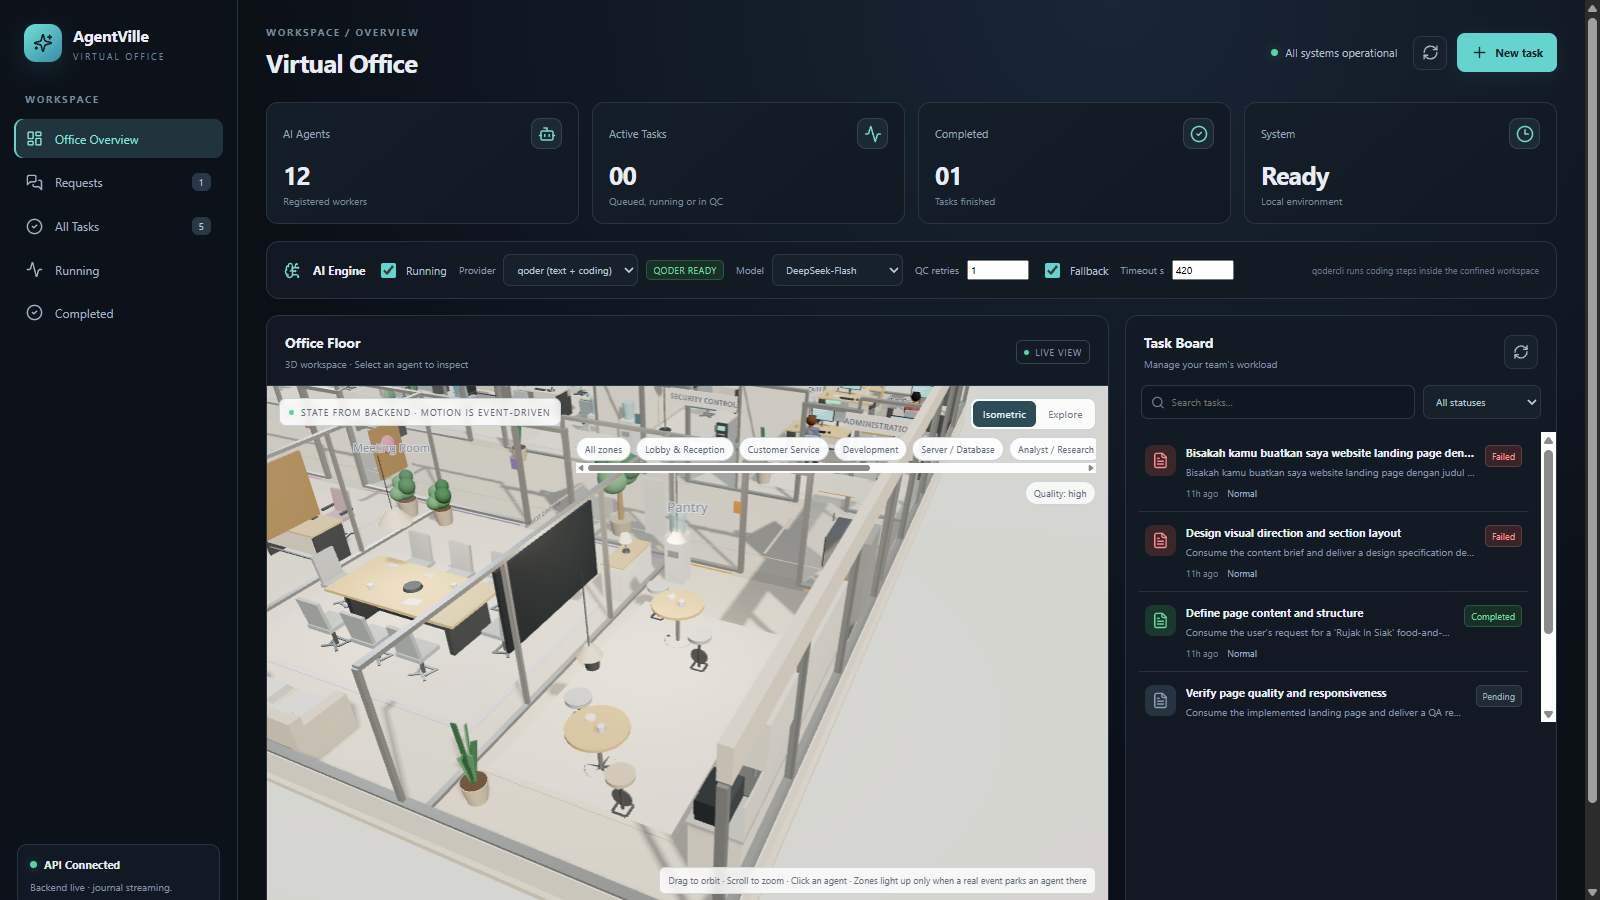 AgentVille
VIRTUAL OFFICE
WORKSPACE
Office Overview
Requests
1
All Tasks
5
Running
Completed
API Connected
Backend live · journal streaming.
WORKSPACE / OVERVIEW
Virtual Office
All systems operational
New task
AI Agents
12
Registered workers
Active Tasks
00
Queued, running or in QC
Completed
01
Tasks finished
System
Ready
Local environment
AI Engine
Running
Provider
qoder (text + coding)
QODER READY
Model
DeepSeek-Flash
QC retries
1
Fallback
Timeout s
420
qodercli runs coding steps inside the confined workspace
Office Floor
3D workspace · Select an agent to inspect
LIVE VIEW
STATE FROM BACKEND · MOTION IS EVENT-DRIVEN
SECURITY CONTROL
ADMINISTRATIO
Isometric
Explore
Meeting Room
All zones
Lobby & Reception
Customer Service
Development
Server / Database
Analyst / Research
Quality: high
Pantry
Drag to orbit · Scroll to zoom · Click an agent · Zones light up only when a real event parks an agent there
Task Board
Manage your team's workload
Search tasks...
All statuses
Bisakah kamu buatkan saya website landing page den...
Failed
Bisakah kamu buatkan saya website landing page dengan judul ...
11h ago Normal
Design visual direction and section layout
Failed
Consume the content brief and deliver a design specification de...
11h ago Normal
Define page content and structure
Completed
Consume the user's request for a 'Rujak In Siak' food-and-...
11h ago Normal
Verify page quality and responsiveness
Pending
Consume the implemented landing page and deliver a QA re...